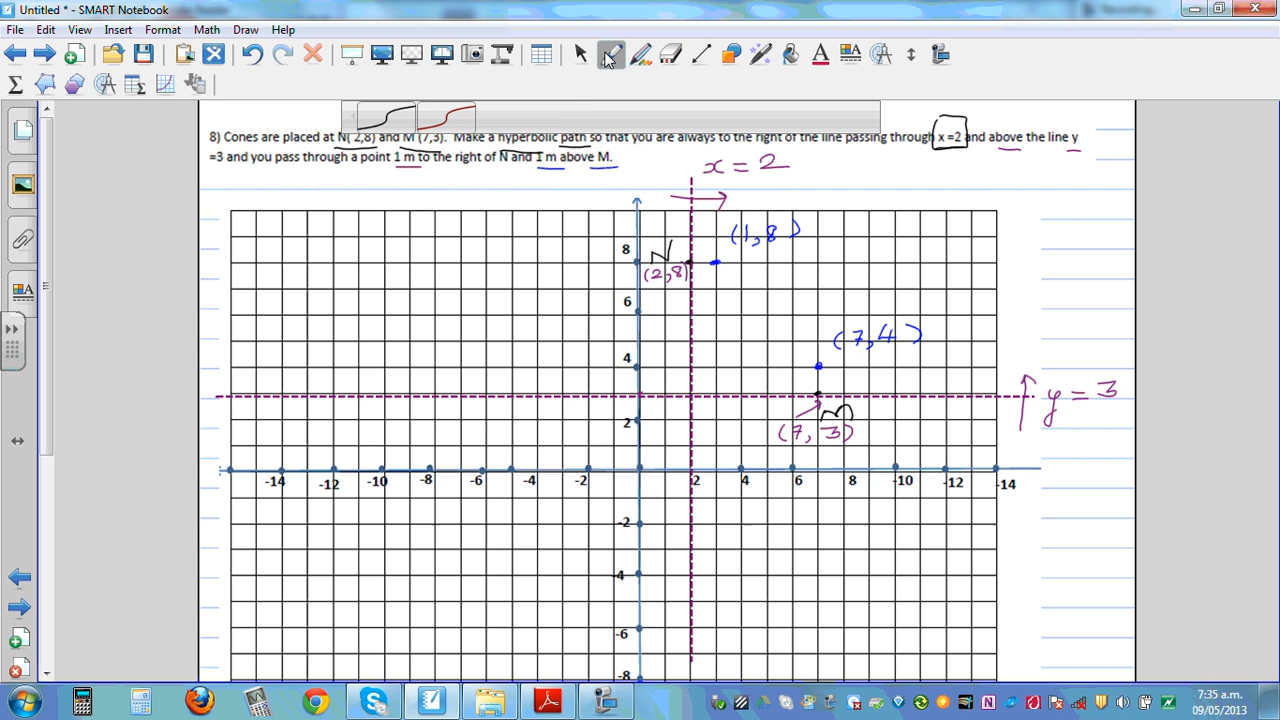 Untitled * - SMART Notebook
File Edit View Insert Format Math Draw Help
8) Cones are placed at N( 2,8) and M (7,3). Make a hyperbolic path so that you are always to the right of the line passing through x =2 and above the line y
=3 and you pass through a point 1 m to the right of N and 1 m above M.
x = 2
(1,8)
8
N
(2,8)
6
(7,4)
4
y = 3
2
M
(7, 3)
-14 -12 -10 -8 -6 -4 -2 2 4 6 8 -10 -12 -14
-2
-4
-6
-8
7:35 a.m.
09/05/2013